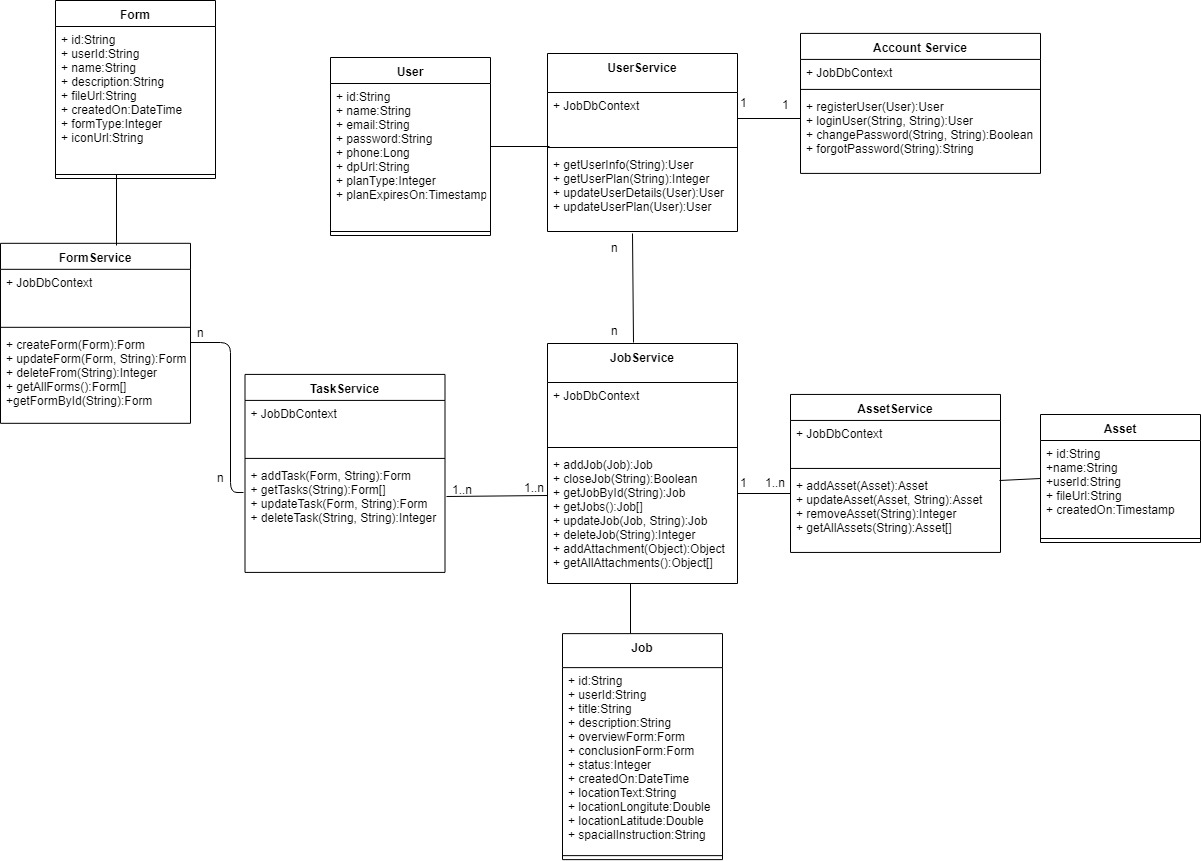 Form
+ id:String
+ userId:String
+ name:String
+ description:String
+ fileUrl:String
+ createdOn:DateTime
+ formType:Integer
+ iconUrl:String
User
+ id:String
+ name:String
+ email:String
+ password:String
+ phone:Long
+ dpUrl:String
+ planType:Integer
+ planExpiresOn:Timestamp
UserService
+ JobDbContext
+ getUserInfo(String):User
+ getUserPlan(String):Integer
+ updateUserDetails(User):User
+ updateUserPlan(User):User
1
1
Account Service
+ JobDbContext
+ registerUser(User):User
+ loginUser(String, String):User
+ changePassword(String, String):Boolean
+ forgotPassword(String):String
FormService
+ JobDbContext
+ createForm(Form):Form
+ updateForm(Form, String):Form
+ deleteFrom(String):Integer
+ getAllForms():Form[]
+getFormById(String):Form
n
n
n
n
TaskService
+ JobDbContext
+ addTask(Form, String):Form
+ getTasks(String):Form[]
+ updateTask(Form, String):Form
+ deleteTask(String, String):Integer
1..n
1..n
JobService
+ JobDbContext
+ addJob(Job):Job
+ closeJob(String):Boolean
+ getJobById(String):Job
+ getJobs():Job[]
+ updateJob(Job, String):Job
+ deleteJob(String):Integer
+ addAttachment(Object):Object
+ getAllAttachments():Object[]
1
1..n
AssetService
+ JobDbContext
+ addAsset(Asset):Asset
+ updateAsset(Asset, String):Asset
+ removeAsset(String):Integer
+ getAllAssets(String):Asset[]
Asset
+ id:String
+name:String
+userId:String
+ fileUrl:String
+ createdOn:Timestamp
Job
+ id:String
+ userId:String
+ title:String
+ description:String
+ overviewForm:Form
+ conclusionForm:Form
+ status:Integer
+ createdOn:DateTime
+ locationText:String
+ locationLongitute:Double
+ locationLatitude:Double
+ spacialInstruction:String